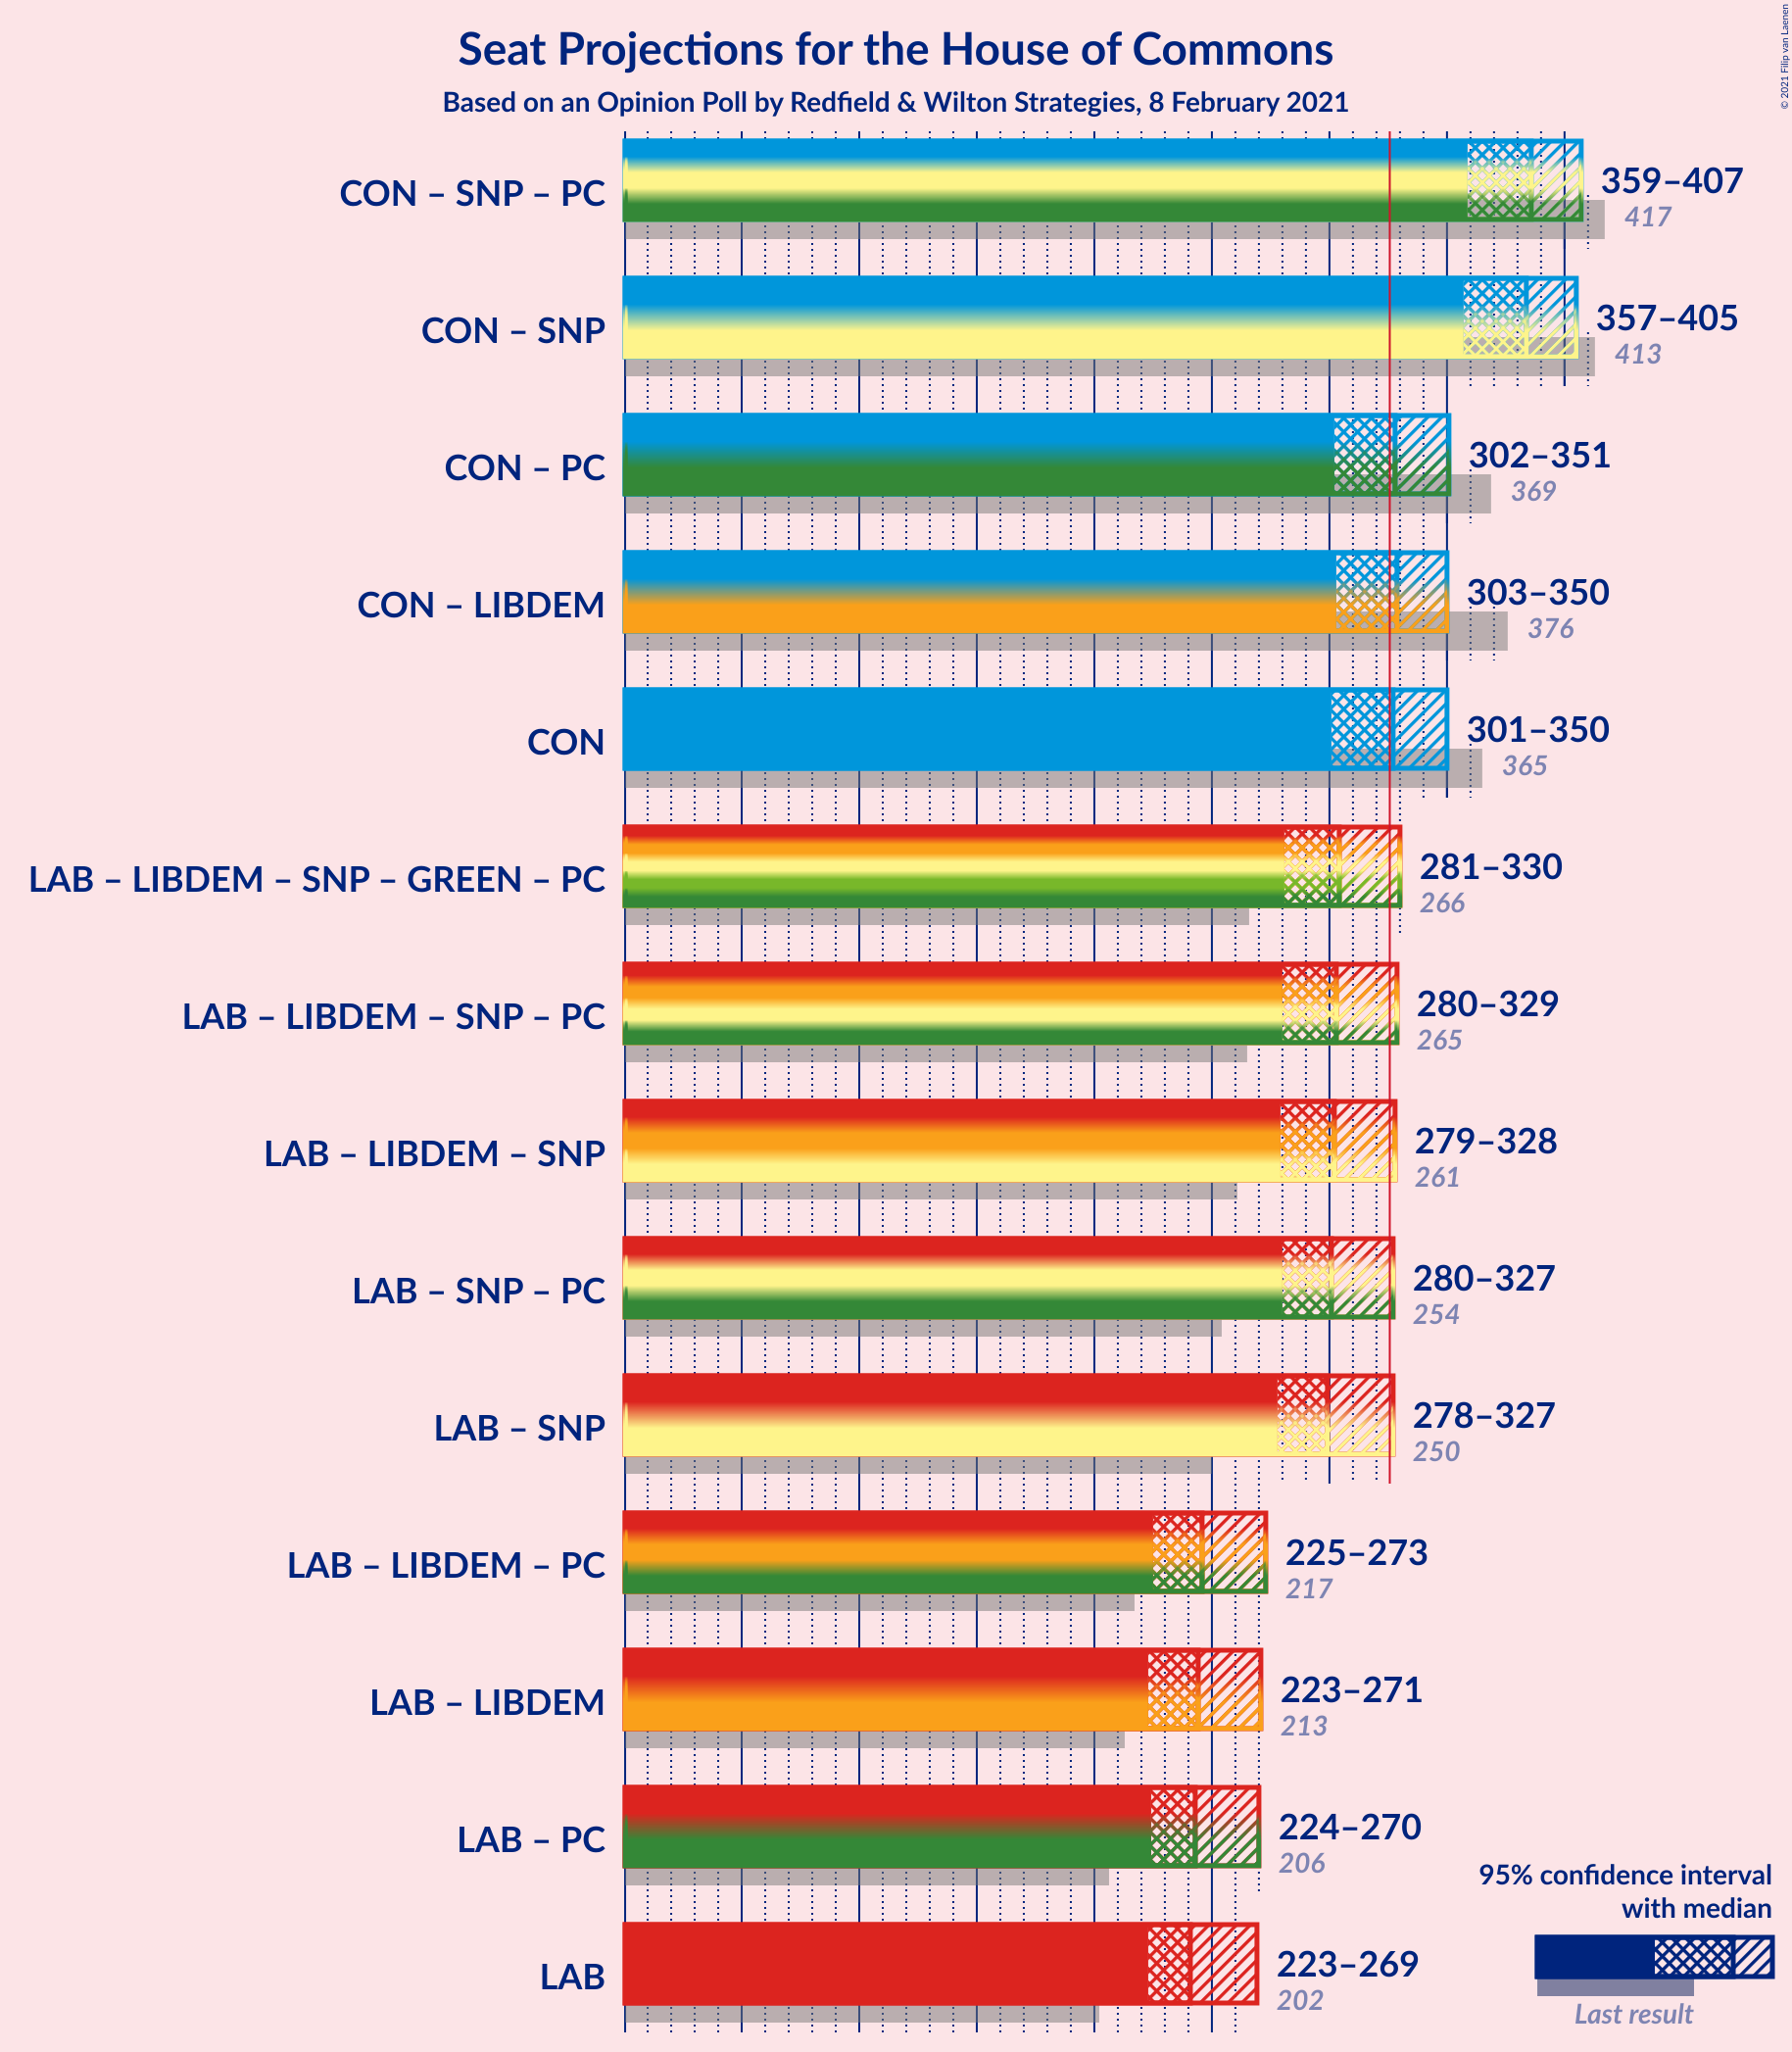 Seat Projections for the House of Commons
Based on an Opinion Poll by Redfield & Wilton Strategies, 8 February 2021
© 2021 Filip van Laenen
CON – SNP – PC
359–407
417
CON – SNP
357–405
413
CON – PC
302–351
369
CON – LIBDEM
303–350
376
CON
301–350
365
LAB – LIBDEM – SNP – GREEN – PC
281–330
266
LAB – LIBDEM – SNP – PC
280–329
265
LAB – LIBDEM – SNP
279–328
261
LAB – SNP – PC
280–327
254
LAB – SNP
278–327
250
LAB – LIBDEM – PC
225–273
217
LAB – LIBDEM
223–271
213
LAB – PC
224–270
206
LAB
223–269
202
95% confidence interval
with median
Last result